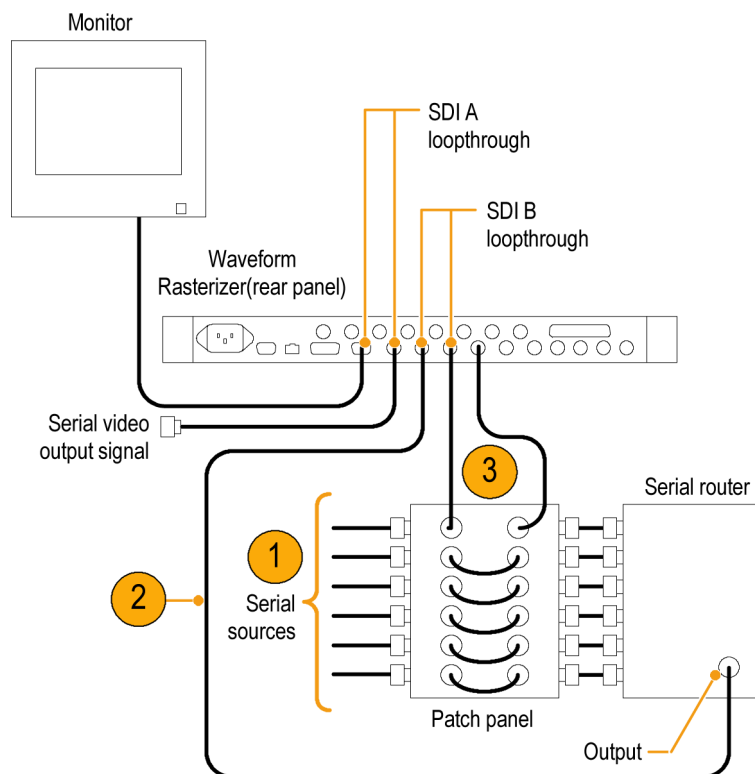 Monitor
SDI A
loopthrough
SDI B
loopthrough
Waveform
Rasterizer(rear panel)
Serial video
output signal
3
Serial router
1
Serial
sources
2
Patch panel
Output